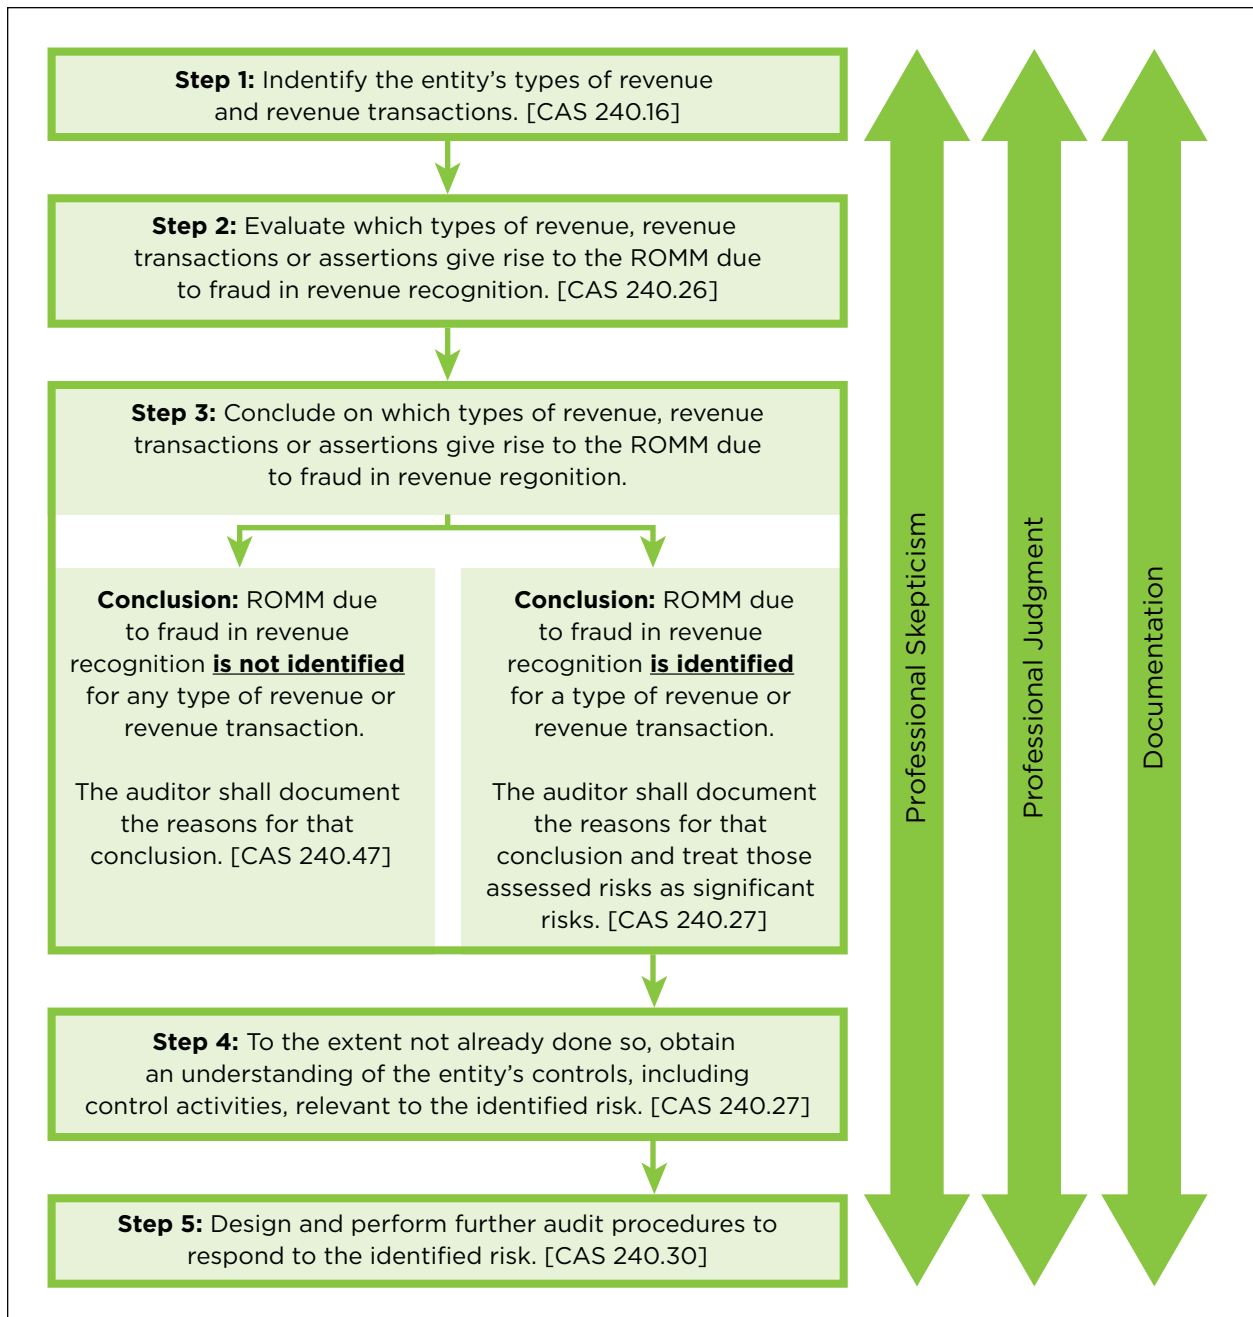 Step 1: Indentify the entity’s types of revenue
and revenue transactions. [CAS 240.16]
Step 2: Evaluate which types of revenue, revenue
transactions or assertions give rise to the ROMM due
to fraud in revenue recognition. [CAS 240.26]
Step 3: Conclude on which types of revenue, revenue
transactions or assertions give rise to the ROMM due
to fraud in revenue regonition.
Conclusion: ROMM due
to fraud in revenue
recognition is not identified
for any type of revenue or
revenue transaction.
The auditor shall document
the reasons for that
conclusion. [CAS 240.47]
Conclusion: ROMM due
to fraud in revenue
recognition is identified
for a type of revenue or
revenue transaction.
The auditor shall document
the reasons for that
conclusion and treat those
assessed risks as significant
risks. [CAS 240.27]
Step 4: To the extent not already done so, obtain
an understanding of the entity’s controls, including
control activities, relevant to the identified risk. [CAS 240.27]
Step 5: Design and perform further audit procedures to
respond to the identified risk. [CAS 240.30]
Professional Skepticism
Professional Judgment
Documentation